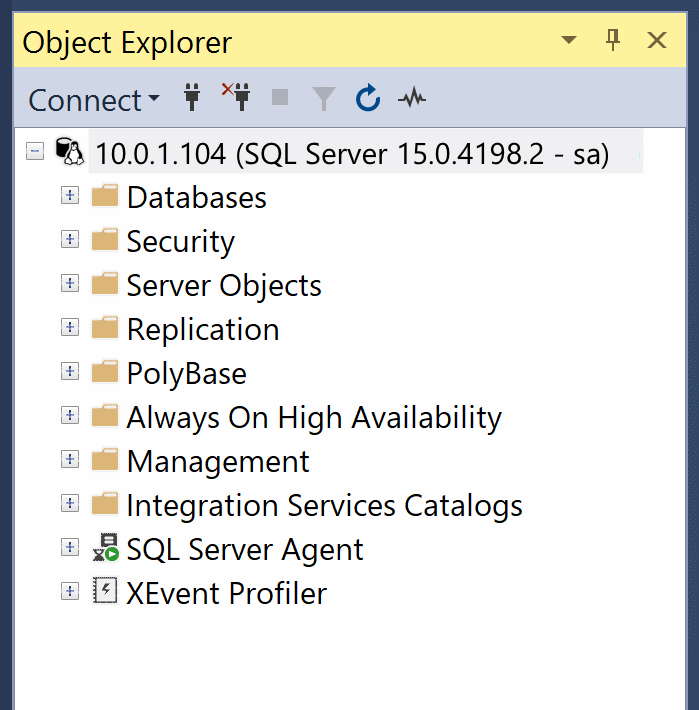 Object Explorer
Connect
10.0.1.104 (SQL Server 15.0.4198.2 - sa)
Databases
Security
Server Objects
Replication
PolyBase
Always On High Availability
Management
Integration Services Catalogs
SQL Server Agent
XEvent Profiler